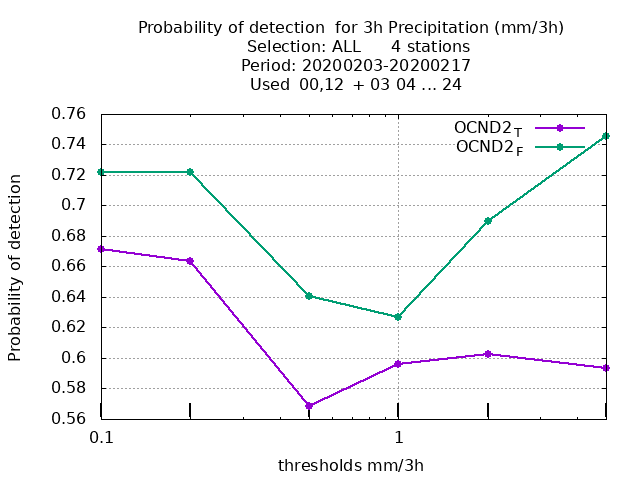 Probability of detection  for 3h Precipitation (mm/3h)
Selection: ALL      4 stations
Period: 20200203-20200217
Used  00,12  + 03 04 ... 24
OCND2T
OCND2F
0.76
0.74
0.72
0.7
0.68
0.66
0.64
0.62
0.6
0.58
0.56
Probability of detection
0.1 1
thresholds mm/3h